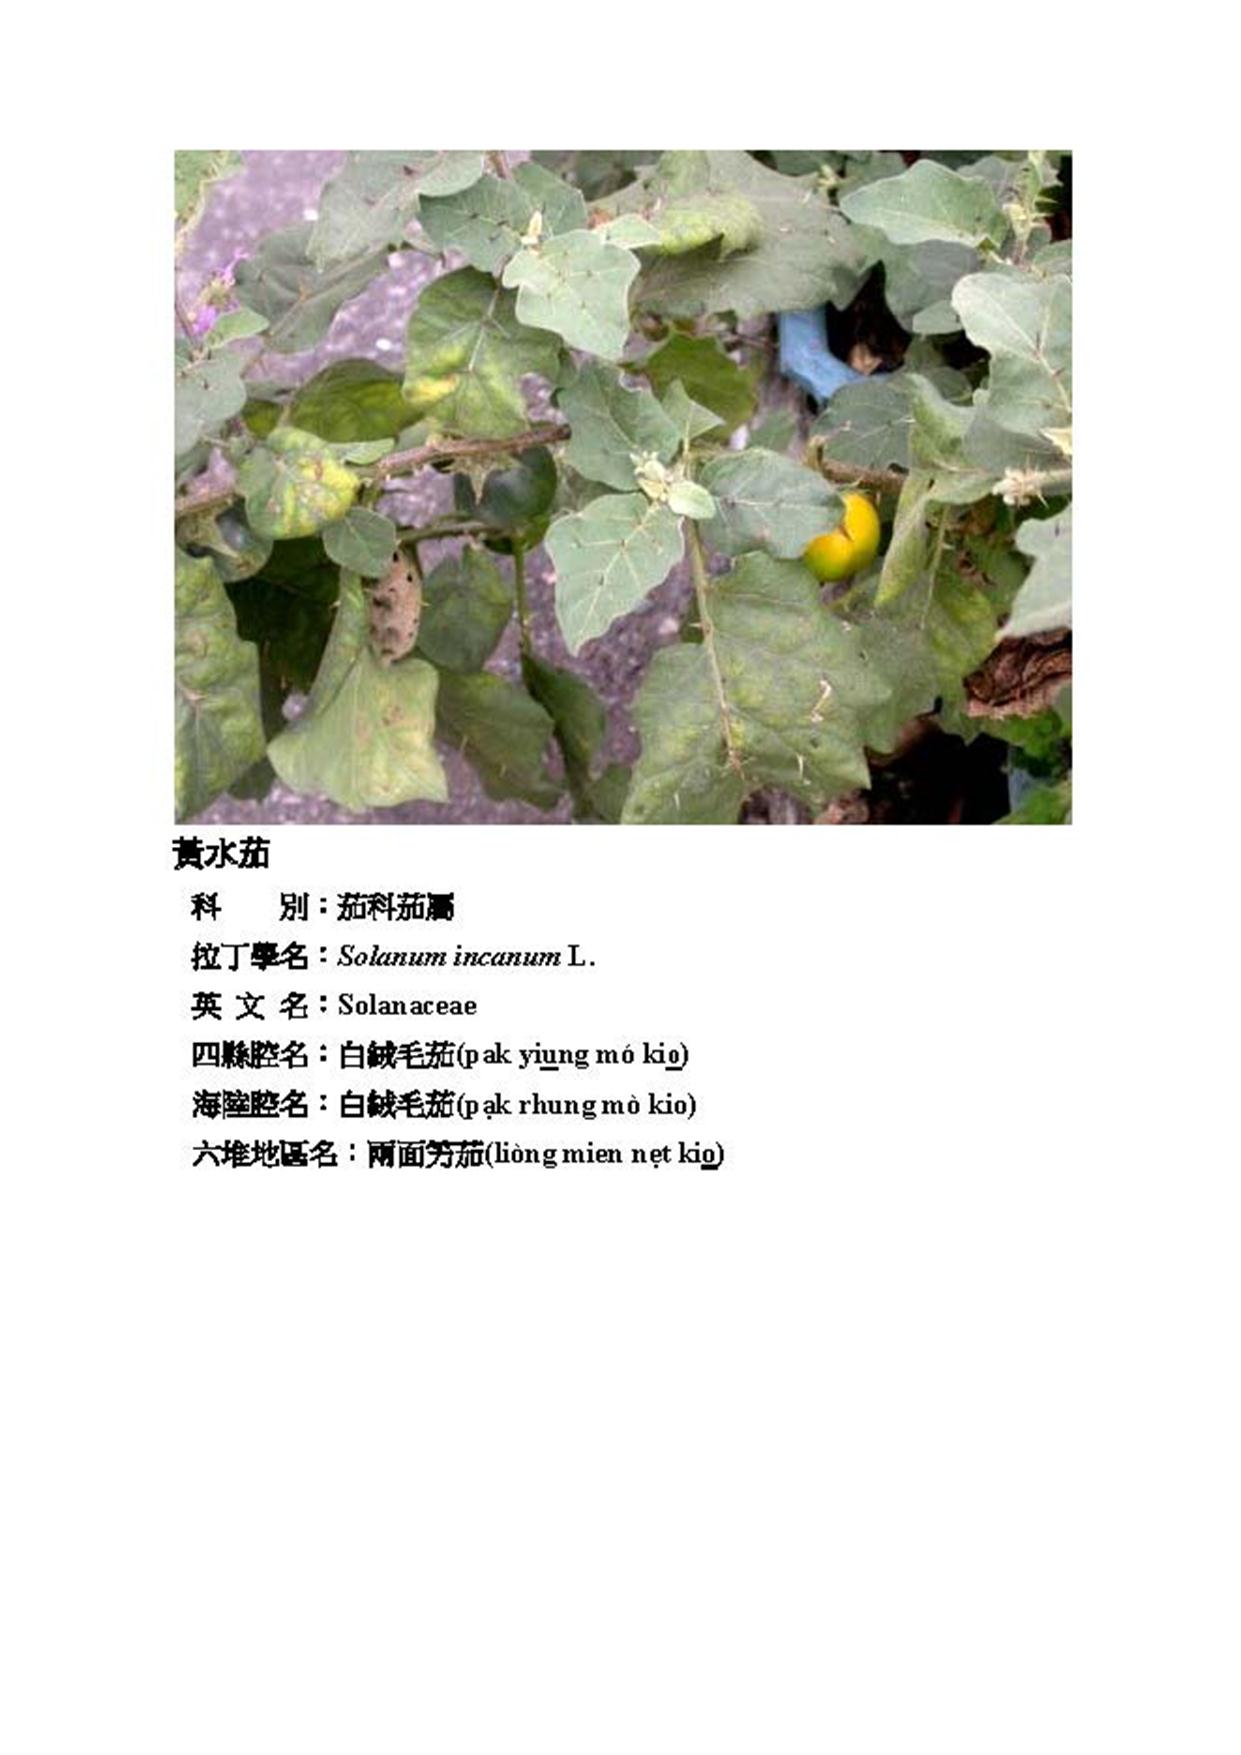 黃水茄
科　　別：茄科茄屬
拉丁學名：Solanum incanum L.
英 文 名：Solanaceae
四縣腔名：白絨毛茄(pak yiung mó kio)
海陸腔名：白絨毛茄(pạk rhung mò kio)
六堆地區名：兩面竻茄(liòng mien nẹt kio)